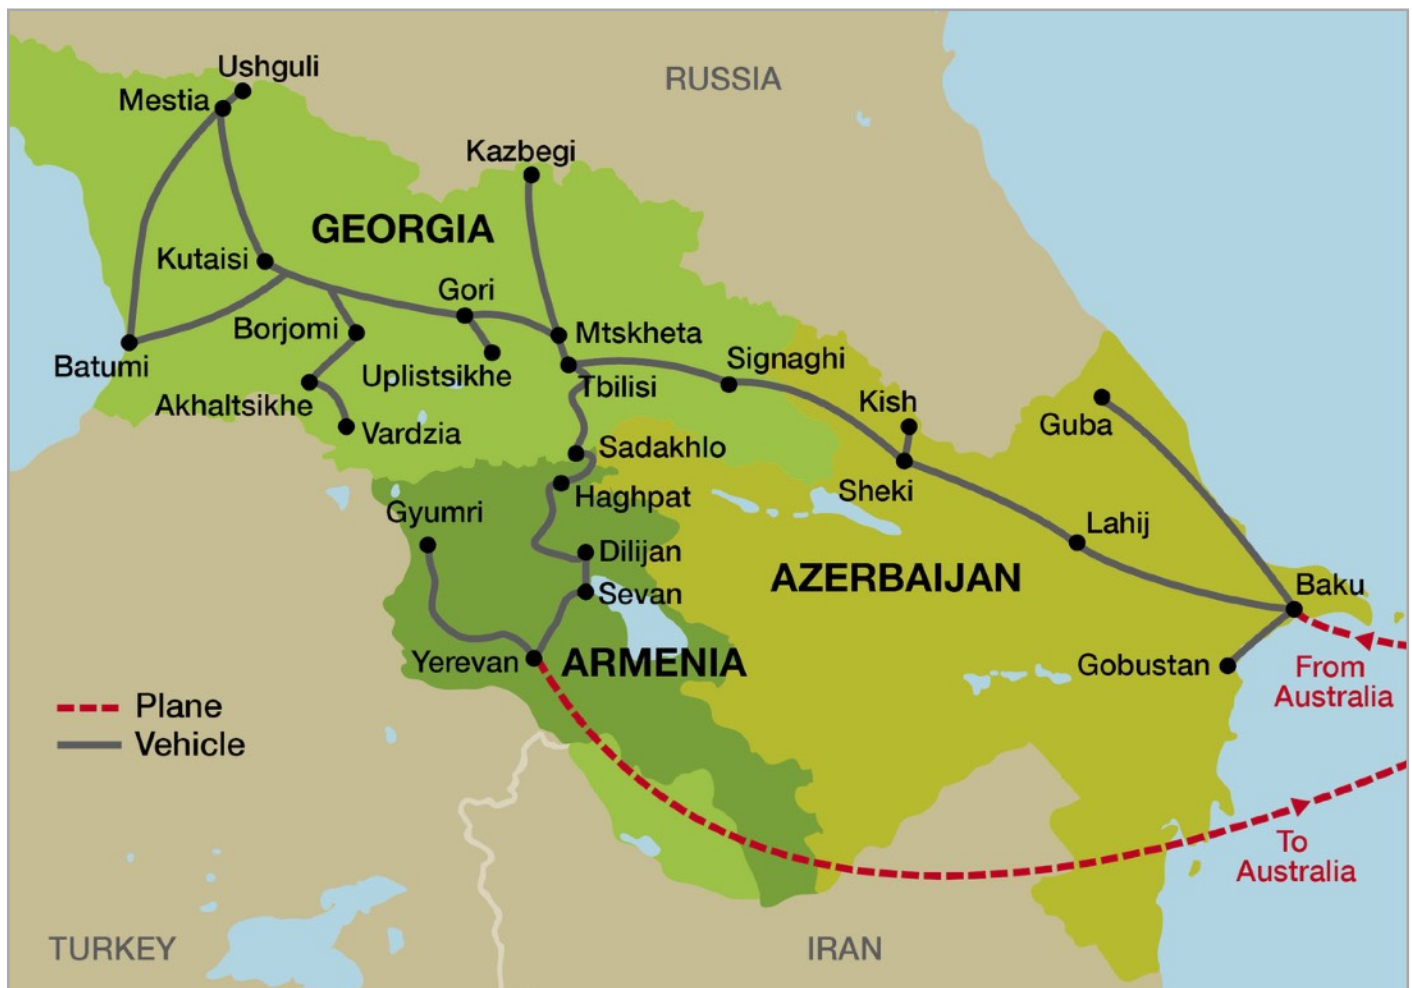 Ushguli
RUSSIA
Mestia
Kazbegi
GEORGIA
Kutaisi
Gori
Borjomi
Mtskheta
Batumi
Uplistsikhe
Tbilisi
Signaghi
Akhaltsikhe
Kish
Guba
Vardzia
Sadakhlo
Sheki
Haghpat
Gyumri
Lahij
Dilijan
AZERBAIJAN
Baku
Sevan
Yerevan
ARMENIA
Gobustan
From
Australia
Plane
Vehicle
To
Australia
TURKEY
IRAN